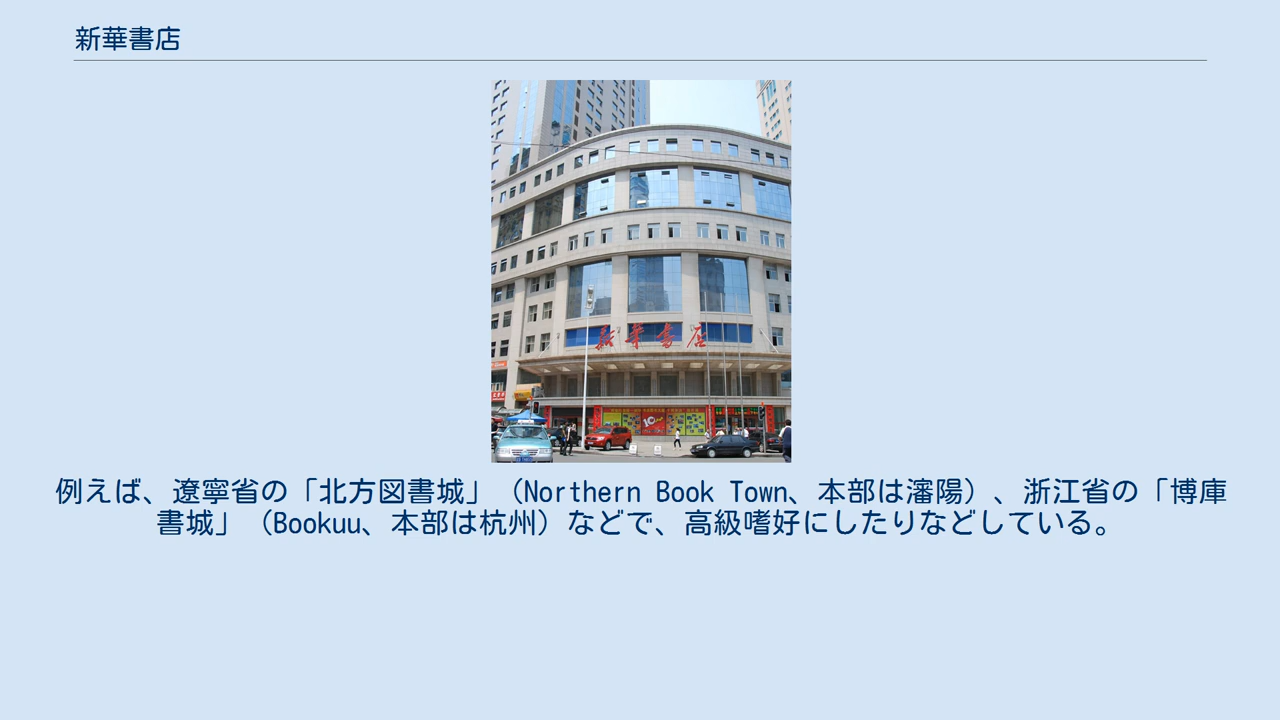 新華書店
新華書店
例えば、遼寧省の「北方図書城」（Northern Book Town、本部は瀋陽）、浙江省の「博庫
書城」（Bookuu、本部は杭州）などで、高級嗜好にしたりなどしている。